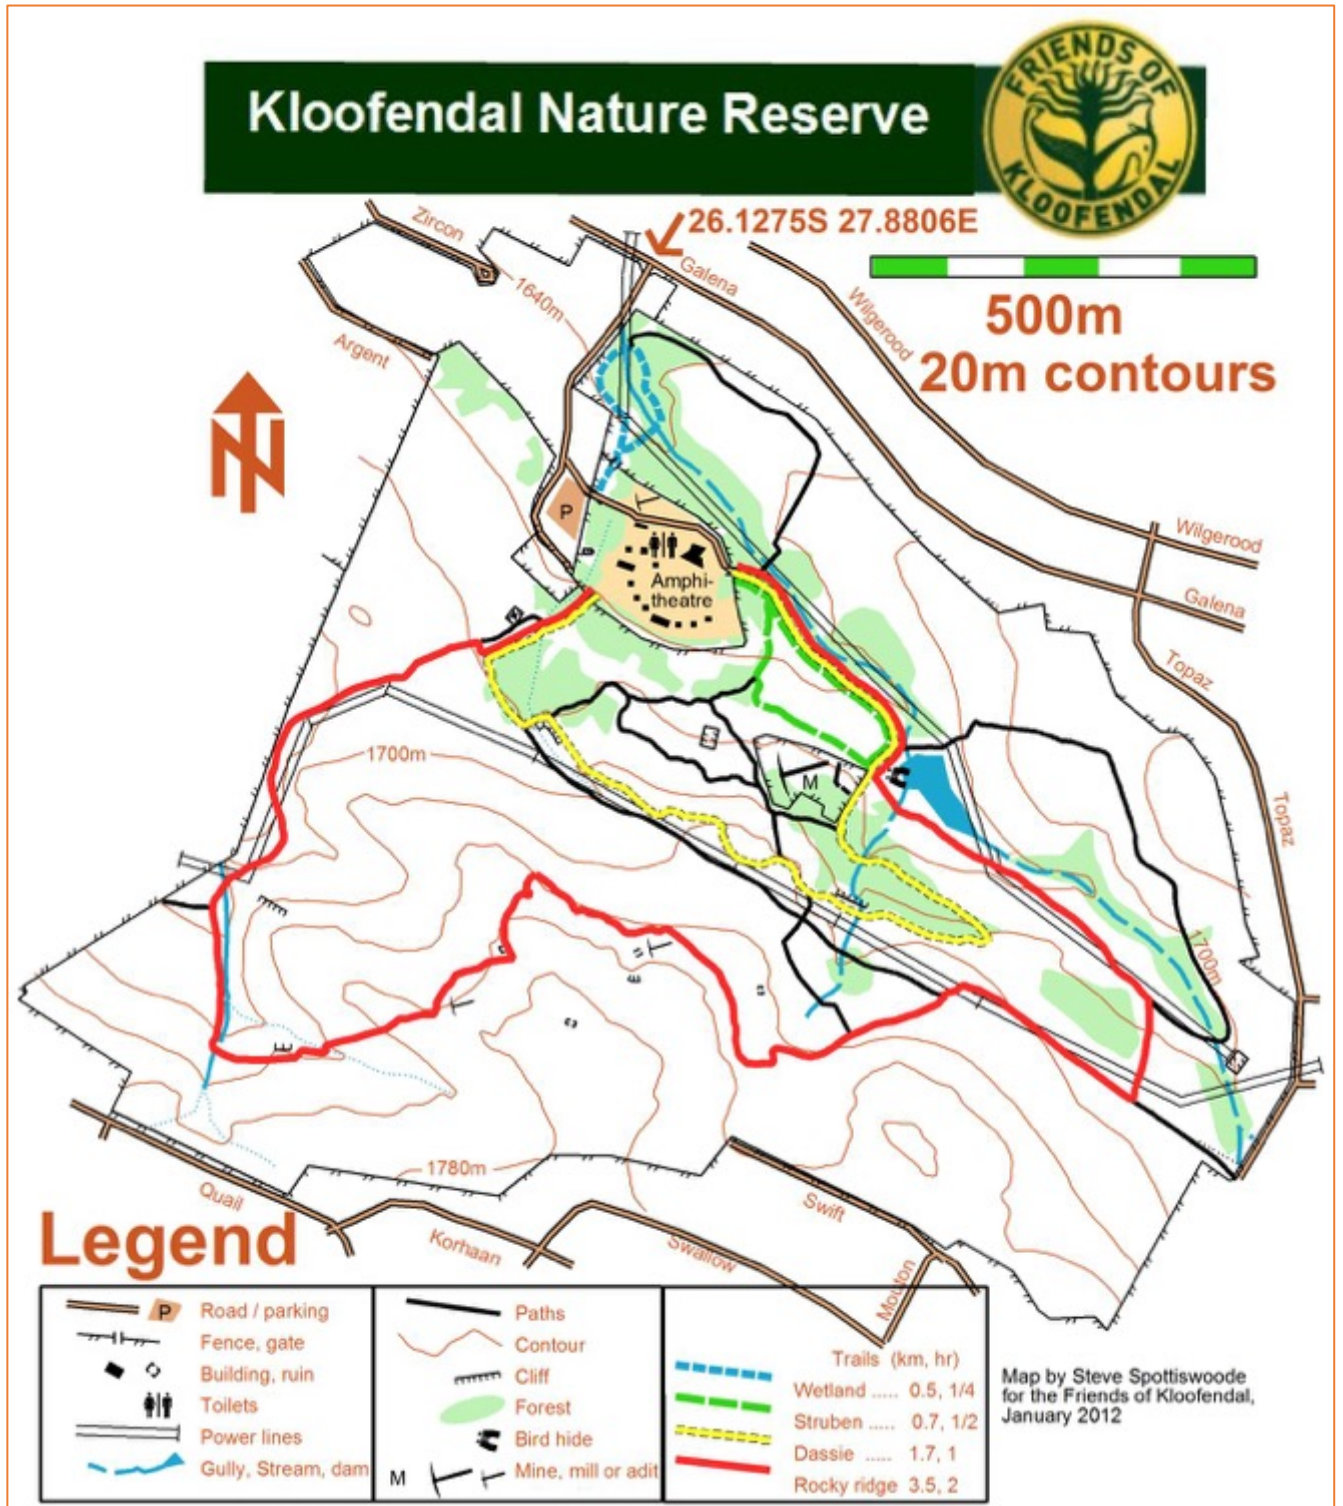 Kloofendal Nature Reserve
FRIENDS OF
KLOOFENDAL
26.1275S 27.8806E
Zircon
Galena
Wilgerood
1640m
500m
20m contours
Argent
N
P
Wilgerood
Amphi-
theatre
Galena
Topaz
1700m
M
Topaz
1700m
1780m
Quail
Swift
Korhaan
Swallow
Legend
P Road / parking
Fence, gate
Building, ruin
Toilets
Power lines
Gully, Stream, dam
Paths
Contour
Cliff
Forest
Bird hide
M Mine, mill or adit
Trails (km, hr)
Wetland ..... 0.5, 1/4
Struben ..... 0.7, 1/2
Dassie ..... 1.7, 1
Rocky ridge 3.5, 2
Map by Steve Spottiswoode
for the Friends of Kloofendal,
January 2012